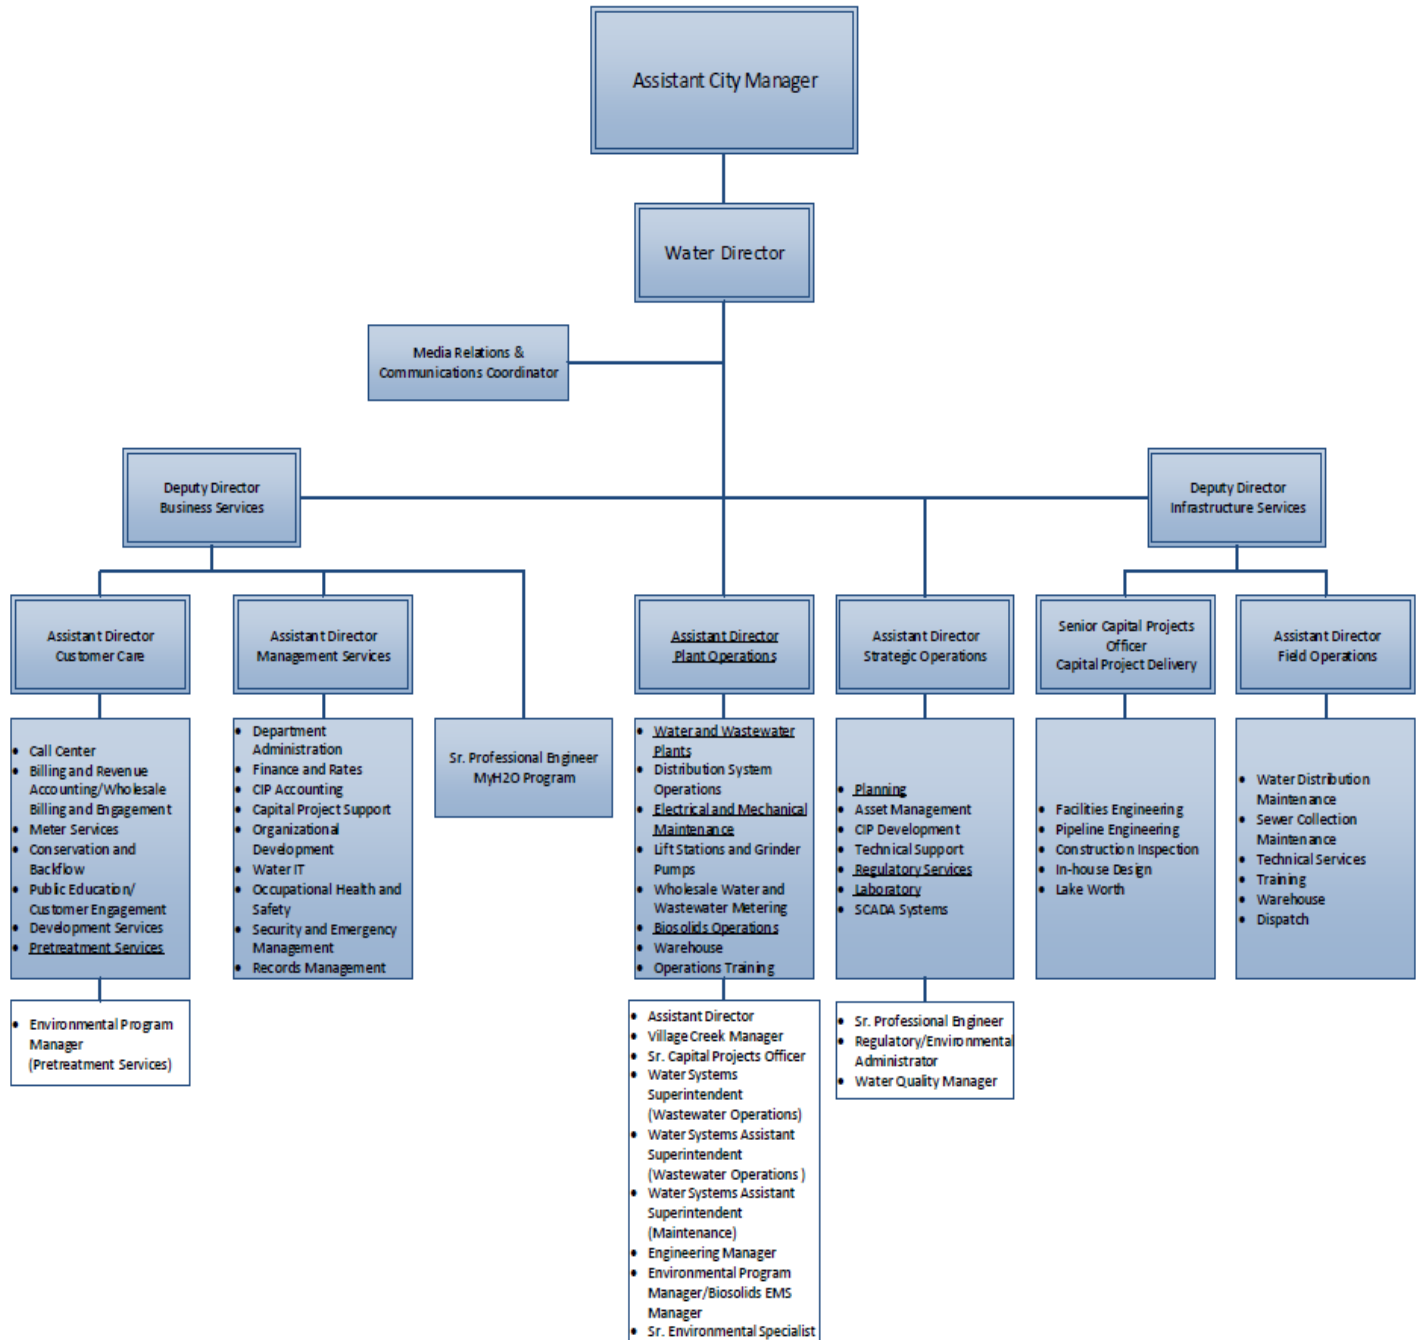 Assistant City Manager
Water Director
Media Relations &
Communications Coordinator
Deputy Director
Business Services
Deputy Director
Infrastructure Services
Assistant Director
Customer Care
Assistant Director
Management Services
Assistant Director
Plant Operations
Assistant Director
Strategic Operations
Senior Capital Projects
Officer
Capital Project Delivery
Assistant Director
Field Operations
• Call Center
• Billing and Revenue
Accounting/Wholesale
Billing and Engagement
• Meter Services
• Conservation and
Backflow
• Public Education/
Customer Engagement
• Development Services
• Pretreatment Services
• Department
Administration
• Finance and Rates
• CIP Accounting
• Capital Project Support
• Organizational
Development
• Water IT
• Occupational Health and
Safety
• Security and Emergency
Management
• Records Management
Sr. Professional Engineer
MyH2O Program
• Water and Wastewater
Plants
• Distribution System
Operations
• Electrical and Mechanical
Maintenance
• Lift Stations and Grinder
Pumps
• Wholesale Water and
Wastewater Metering
• Biosolids Operations
• Warehouse
• Operations Training
• Planning
• Asset Management
• CIP Development
• Technical Support
• Regulatory Services
• Laboratory
• SCADA Systems
• Facilities Engineering
• Pipeline Engineering
• Construction Inspection
• In-house Design
• Lake Worth
• Water Distribution
Maintenance
• Sewer Collection
Maintenance
• Technical Services
• Training
• Warehouse
• Dispatch
• Environmental Program
Manager
(Pretreatment Services)
• Assistant Director
• Village Creek Manager
• Sr. Capital Projects Officer
• Water Systems
Superintendent
(Wastewater Operations)
• Water Systems Assistant
Superintendent
(Wastewater Operations )
• Water Systems Assistant
Superintendent
(Maintenance)
• Engineering Manager
• Environmental Program
Manager/Biosolids EMS
Manager
• Sr. Environmental Specialist
• Sr. Professional Engineer
• Regulatory/Environmental
Administrator
• Water Quality Manager